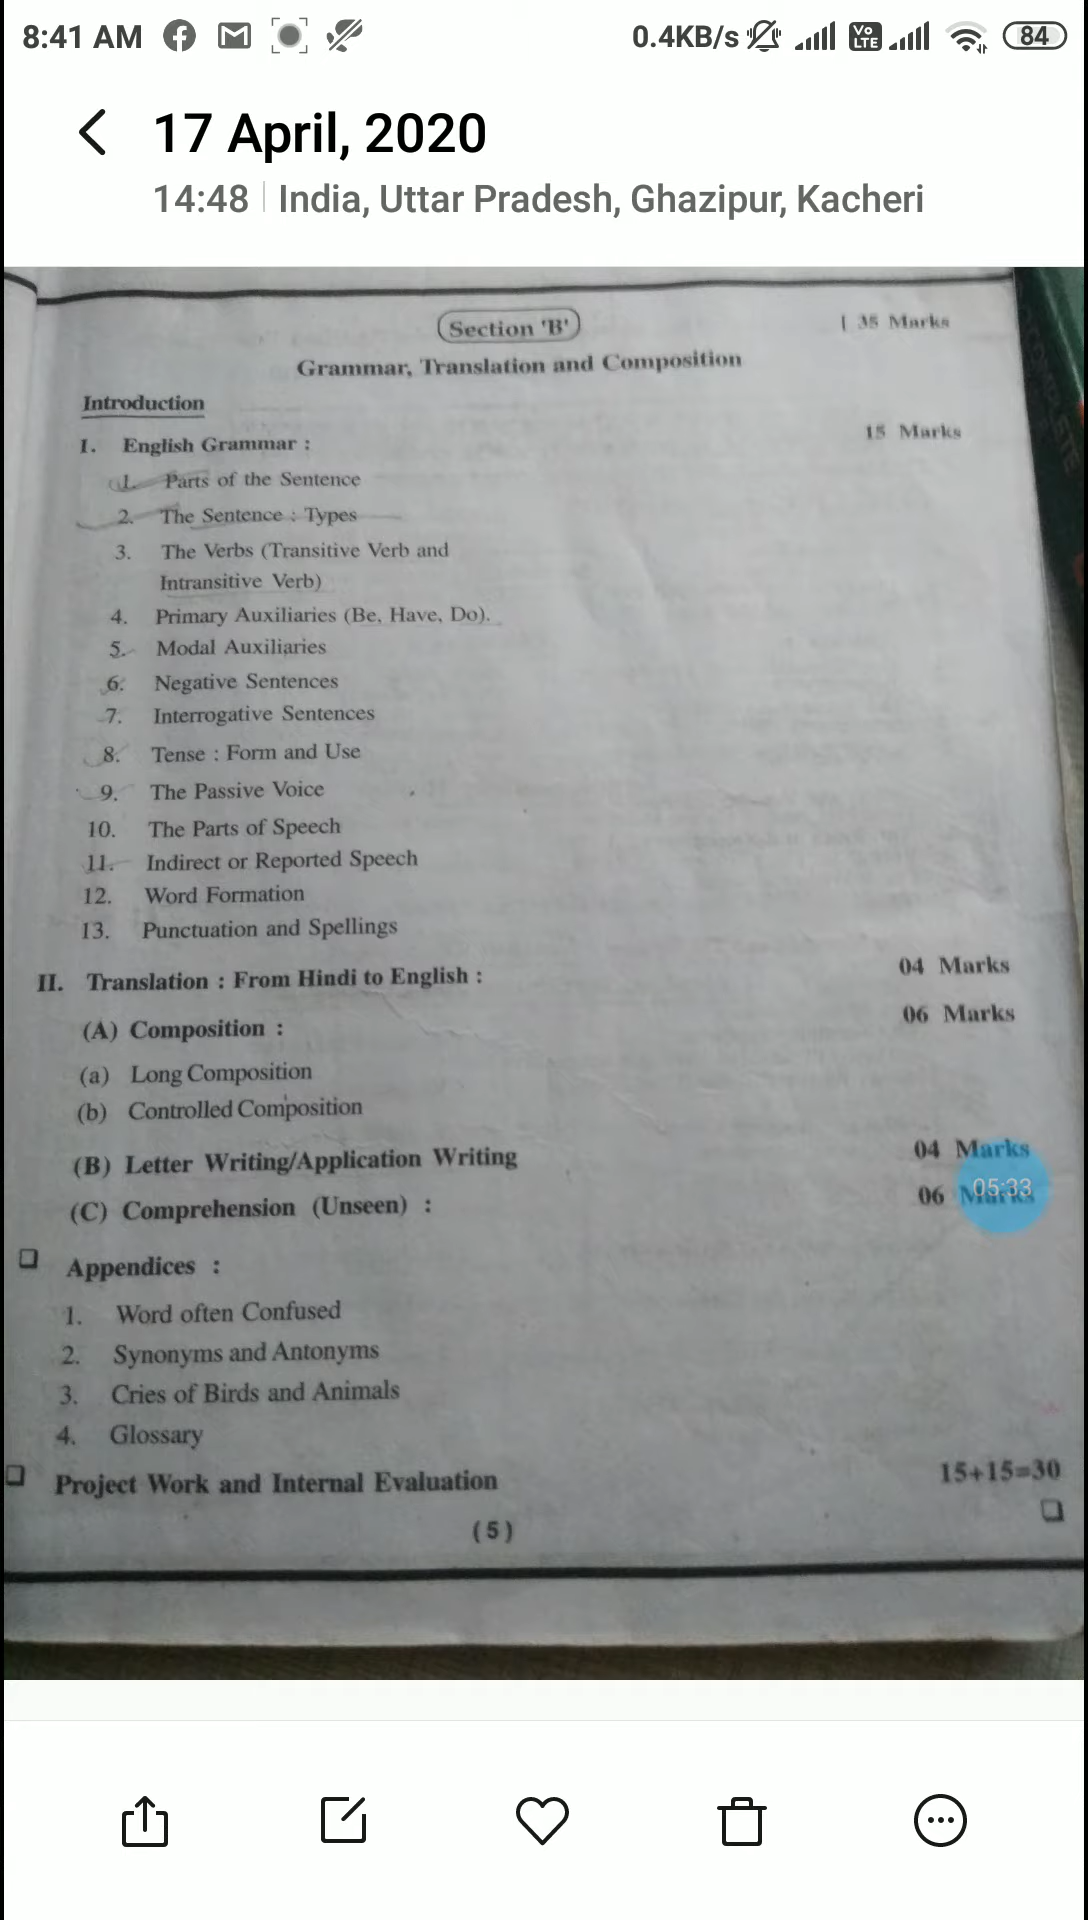 8:41 AM
0.4KB/s
Vo LTE
84
17 April, 2020
14:48 | India, Uttar Pradesh, Ghazipur, Kacheri
Section 'B'
[ 35 Marks
Grammar, Translation and Composition
Introduction
I. English Grammar :
15 Marks
1. Parts of the Sentence
2. The Sentence : Types
3. The Verbs (Transitive Verb and
Intransitive Verb)
4. Primary Auxiliaries (Be, Have, Do).
5. Modal Auxiliaries
6. Negative Sentences
7. Interrogative Sentences
8. Tense : Form and Use
9. The Passive Voice
10. The Parts of Speech
11. Indirect or Reported Speech
12. Word Formation
13. Punctuation and Spellings
II. Translation : From Hindi to English :
04 Marks
(A) Composition :
06 Marks
(a) Long Composition
(b) Controlled Composition
(B) Letter Writing/Application Writing
04 Marks
(C) Comprehension (Unseen) :
06 Marks
05:33
Appendices :
1. Word often Confused
2. Synonyms and Antonyms
3. Cries of Birds and Animals
4. Glossary
Project Work and Internal Evaluation
15+15=30
(5)
COMPLETE